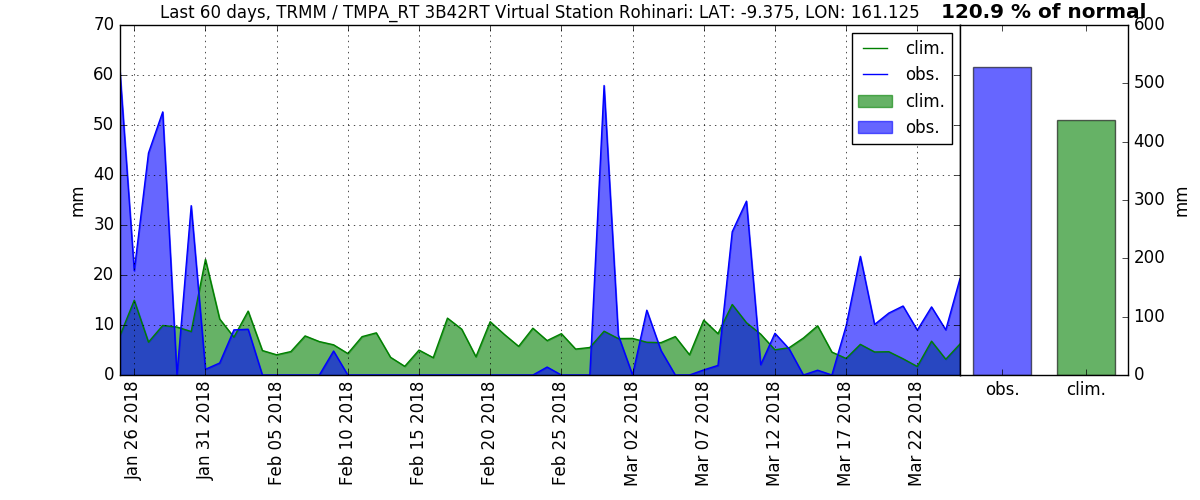 Last 60 days, TRMM / TMPA_RT 3B42RT Virtual Station Rohinari: LAT: -9.375, LON: 161.125
120.9 % of normal
70
60
50
40
30
20
10
0
mm
clim.
obs.
clim.
obs.
Jan 26 2018
Jan 31 2018
Feb 05 2018
Feb 10 2018
Feb 15 2018
Feb 20 2018
Feb 25 2018
Mar 02 2018
Mar 07 2018
Mar 12 2018
Mar 17 2018
Mar 22 2018
600
500
400
300
200
100
0
mm
obs.
clim.